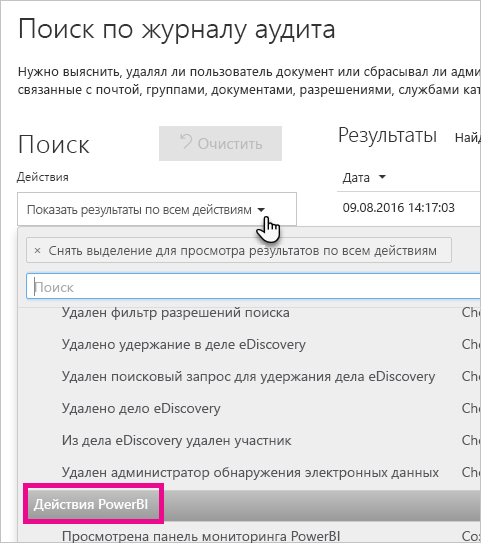 Поиск по журналу аудита
Нужно выяснить, удалял ли пользователь документ или сбрасывал ли адми
связанные с почтой, группами, документами, разрешениями, службами кат
Поиск
Очистить
Результаты Найд
Действия
Дата
Показать результаты по всем действиям
09.08.2016 14:17:03
× Снять выделение для просмотра результатов по всем действиям
Поиск
Удален фильтр разрешений поиска Che
Удалено удержание в деле eDiscovery Che
Удален поисковый запрос для удержания дела eDiscovery Che
Удалено дело eDiscovery Che
Из дела eDiscovery удален участник Che
Удален администратор обнаружения электронных данных Che
Действия PowerBI
Просмотрена панель мониторинга PowerBI Соз